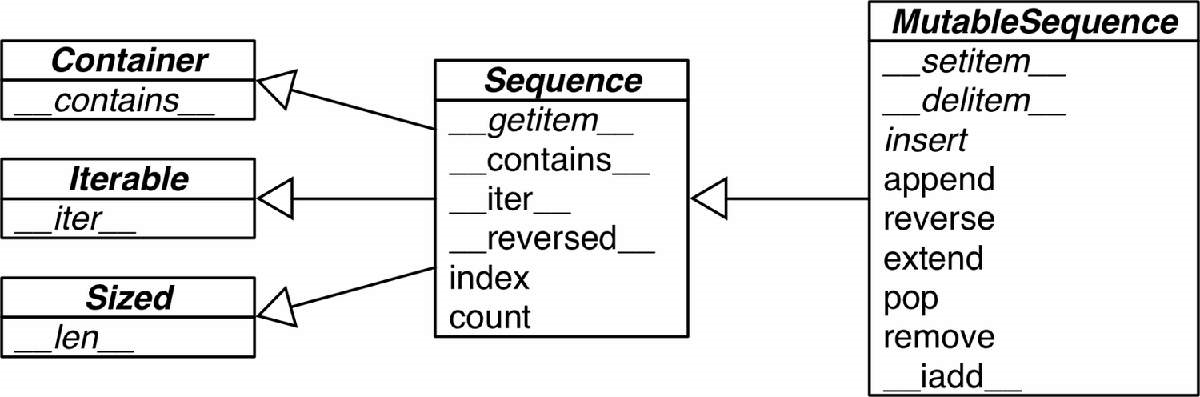 Container
__contains__
Iterable
__iter__
Sized
__len__
Sequence
__getitem__
__contains__
__iter__
__reversed__
index
count
MutableSequence
__setitem__
__delitem__
insert
append
reverse
extend
pop
remove
__iadd__